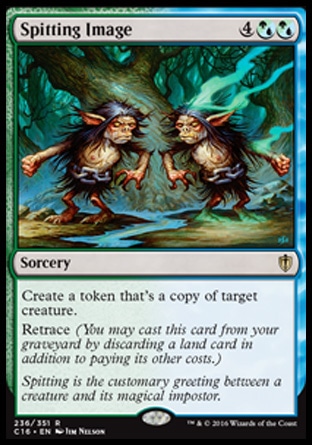 Spitting Image 4
Sorcery
Create a token that's a copy of target
creature.
Retrace (You may cast this card from your
graveyard by discarding a land card in
addition to paying its other costs.)
Spitting is the customary greeting between a
creature and its magical impostor.
236/351 R
C16 • EN Jim Nelson ™ & © 2016 Wizards of the Coast